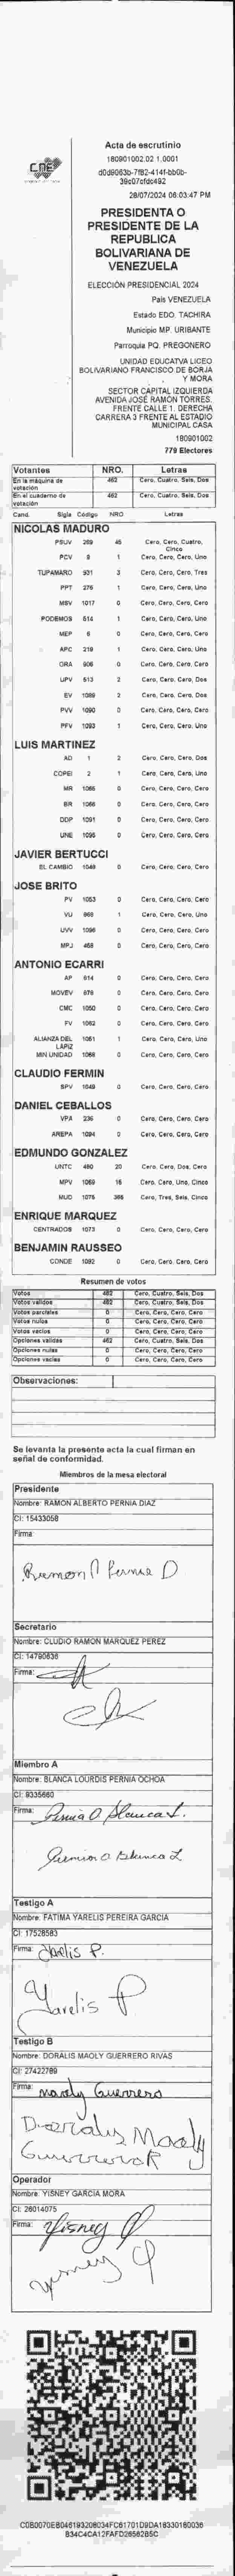 CNE
Acta de escrutinio
180901002.02.1.0001
28/07/2024 06:03:47 PM
PRESIDENTA O
PRESIDENTE DE LA
REPUBLICA
BOLIVARIANA DE
VENEZUELA
ELECCIÓN PRESIDENCIAL 2024
País VENEZUELA
Estado EDO. TACHIRA
Municipio MP. URIBANTE
Parroquia PQ. PREGONERO
UNIDAD EDUCATVA LICEO
BOLIVARIANO FRANCISCO DE BORJA
Y MORA
SECTOR CAPITAL IZQUIERDA
AVENIDA JOSÉ RAMÓN TORRES.
FRENTE CALLE 1. DERECHA
CARRERA 3 FRENTE AL ESTADIO
MUNICIPAL CASA
180901002
779 Electores
Votantes NRO. Letras
En la máquina de votación 462 Cero, Cuatro, Seis, Dos
En el cuaderno de votación 462 Cero, Cuatro, Seis, Dos
Cand. Sigla Código NRO Letras
NICOLAS MADURO
PSUV 269 45 Cero, Cero, Cuatro, Cinco
PCV 1 Cero, Cero, Cero, Uno
TUPAMARO 931 3 Cero, Cero, Cero, Tres
PPT 275 1 Cero, Cero, Cero, Uno
MSV 1017 0 Cero, Cero, Cero, Cero
PODEMOS 514 1 Cero, Cero, Cero, Uno
MEP 6 0 Cero, Cero, Cero, Cero
APC 219 1 Cero, Cero, Cero, Uno
ORA 906 0 Cero, Cero, Cero, Cero
UPV 513 2 Cero, Cero, Cero, Dos
EV 1089 2 Cero, Cero, Cero, Dos
PVV 1090 0 Cero, Cero, Cero, Cero
PFV 1093 1 Cero, Cero, Cero, Uno
LUIS MARTINEZ
AD 1 2 Cero, Cero, Cero, Dos
COPEI 2 1 Cero, Cero, Cero, Uno
MR 1065 0 Cero, Cero, Cero, Cero
BR 1066 0 Cero, Cero, Cero, Cero
DDP 1091 0 Cero, Cero, Cero, Cero
UNE 1095 0 Cero, Cero, Cero, Cero
JAVIER BERTUCCI
EL CAMBIO 1048 0 Cero, Cero, Cero, Cero
JOSE BRITO
PV 1053 0 Cero, Cero, Cero, Cero
VU 868 1 Cero, Cero, Cero, Uno
UVV 1096 0 Cero, Cero, Cero, Cero
MPJ 458 0 Cero, Cero, Cero, Cero
ANTONIO ECARRI
AP 614 0 Cero, Cero, Cero, Cero
MOVEV 876 0 Cero, Cero, Cero, Cero
CMC 1050 0 Cero, Cero, Cero, Cero
FV 1062 0 Cero, Cero, Cero, Cero
ALIANZA DEL LÁPIZ 1061 1 Cero, Cero, Cero, Uno
MIN UNIDAD 1068 0 Cero, Cero, Cero, Cero
CLAUDIO FERMIN
SPV 1049 0 Cero, Cero, Cero, Cero
DANIEL CEBALLOS
VPA 236 0 Cero, Cero, Cero, Cero
AREPA 1094 0 Cero, Cero, Cero, Cero
EDMUNDO GONZALEZ
UNTC 480 20 Cero, Cero, Dos, Cero
MPV 1069 15 Cero, Cero, Uno, Cinco
MUD 1075 365 Cero, Tres, Seis, Cinco
ENRIQUE MARQUEZ
CENTRADOS 1073 0 Cero, Cero, Cero, Cero
BENJAMIN RAUSSEO
CONDE 1092 0 Cero, Cero, Cero, Cero
Resumen de votos
Votos 462 Cero, Cuatro, Seis, Dos
Votos válidos 462 Cero, Cuatro, Seis, Dos
Votos parciales 0 Cero, Cero, Cero, Cero
Votos nulos 0 Cero, Cero, Cero, Cero
Votos vacíos 0 Cero, Cero, Cero, Cero
Opciones válidas 462 Cero, Cuatro, Seis, Dos
Opciones nulas 0 Cero, Cero, Cero, Cero
Opciones vacías 0 Cero, Cero, Cero, Cero
Observaciones:
Se levanta la presente acta la cual firman en
señal de conformidad.
Miembros de la mesa electoral
Presidente
Nombre: RAMON ALBERTO PERNIA DIAZ
CI: 15433058
Firma:
Ramon A Pernia D
Secretario
Nombre: CLUDIO RAMON MARQUEZ PEREZ
CI: 14790636
Firma:
Miembro A
Nombre: BLANCA LOURDIS PERNIA OCHOA
CI: 9335660
Firma: Pernia O Blanca L.
Pernia O Blanca L
Testigo A
Nombre: FATIMA YARELIS PEREIRA GARCIA
CI: 17528583
Firma: Yarelis P.
Yarelis P
Testigo B
Nombre: DORALIS MAOLY GUERRERO RIVAS
CI: 27422789
Firma: Maoly Guerrero
Doralis Maoly
Guerrero R
Operador
Nombre: YISNEY GARCIA MORA
CI: 26014075
Firma: Yisney G
Yisney G